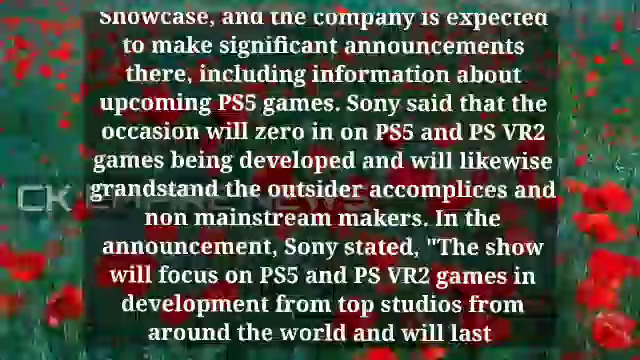 Showcase, and the company is expected
to make significant announcements
there, including information about
upcoming PS5 games. Sony said that the
occasion will zero in on PS5 and PS VR2
games being developed and will likewise
grandstand the outsider accomplices and
CK EMPIRE NEWS
non mainstream makers. In the
announcement, Sony stated, "The show
will focus on PS5 and PS VR2 games in
development from top studios from
around the world and will last